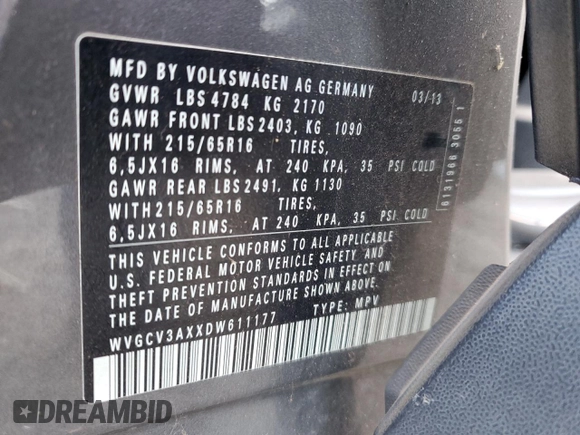 MFD BY VOLKSWAGEN AG GERMANY
03/13
GVWR LBS 4784 KG 2170
GAWR FRONT LBS 2403, KG 1090
WITH 215/65R16 TIRES,
6,5JX16 RIMS, AT 240 KPA, 35 PSI COLD
GAWR REAR LBS 2491, KG 1130
WITH 215/65R16 TIRES,
6,5JX16 RIMS, AT 240 KPA, 35 PSI COLD
THIS VEHICLE CONFORMS TO ALL APPLICABLE
U. S. FEDERAL MOTOR VEHICLE SAFETY, AND
THEFT PREVENTION STANDARDS IN EFFECT ON
THE DATE OF MANUFACTURE SHOWN ABOVE.
WVGCV3AXXDW611177 TYPE: MPV
6131966 3055 1
DREAMBID